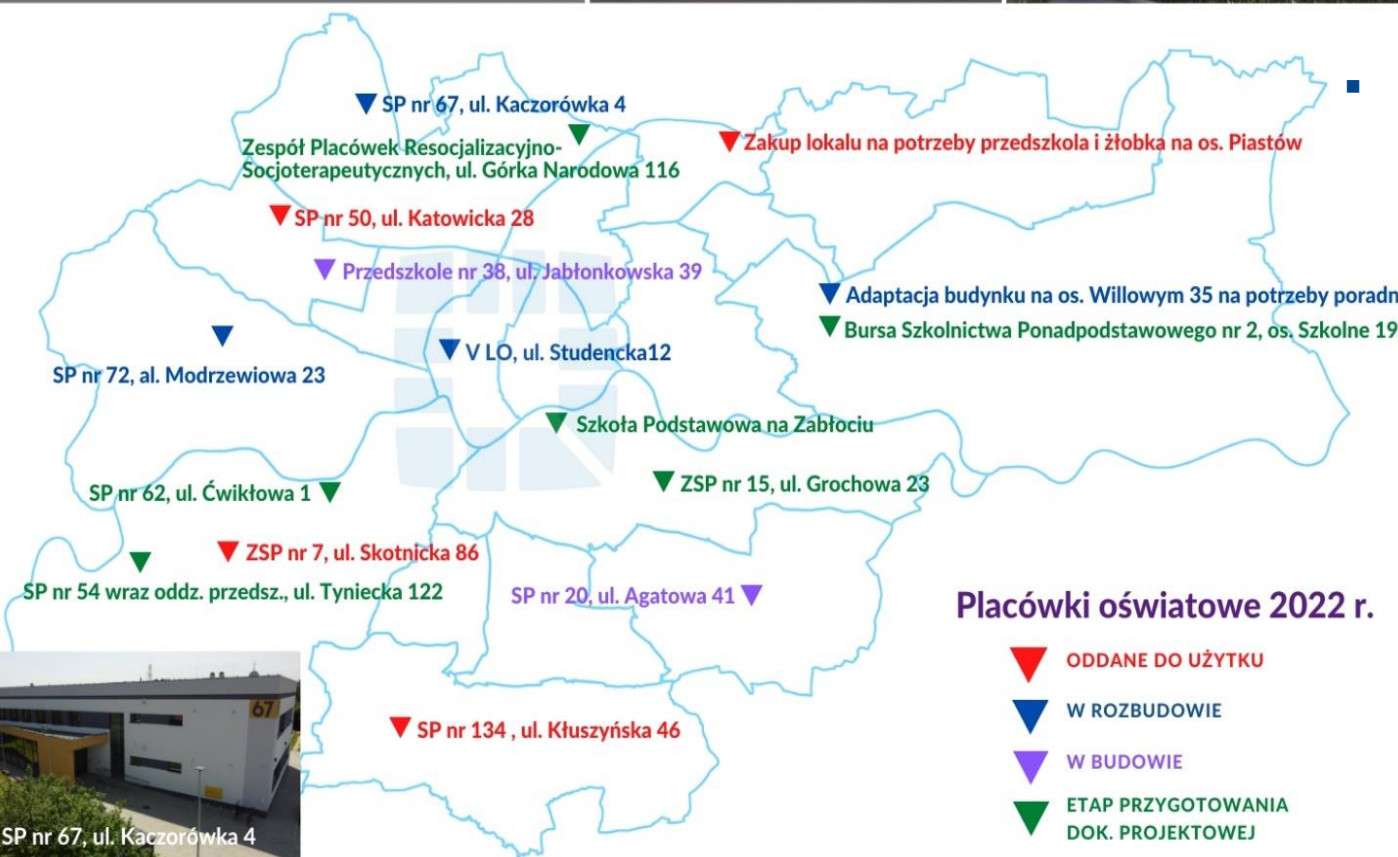 SP nr 67, ul. Kaczorówka 4
Zespół Placówek Resocjalizacyjno-
Socjoterapeutycznych, ul. Górka Narodowa 116
Zakup lokalu na potrzeby przedszkola i żłobka na os. Piastów
SP nr 50, ul. Katowicka 28
Przedszkole nr 38, ul. Jabłonkowska 39
Adaptacja budynku na os. Willowym 35 na potrzeby poradn
Bursa Szkolnictwa Ponadpodstawowego nr 2, os. Szkolne 19
V LO, ul. Studencka12
SP nr 72, al. Modrzewiowa 23
Szkoła Podstawowa na Zabłociu
ZSP nr 15, ul. Grochowa 23
SP nr 62, ul. Ćwikłowa 1
ZSP nr 7, ul. Skotnicka 86
SP nr 54 wraz oddz. przedsz., ul. Tyniecka 122
SP nr 20, ul. Agatowa 41
SP nr 134 , ul. Kłuszyńska 46
Placówki oświatowe 2022 r.
ODDANE DO UŻYTKU
W ROZBUDOWIE
W BUDOWIE
ETAP PRZYGOTOWANIA
DOK. PROJEKTOWEJ
67
SP nr 67, ul. Kaczorówka 4